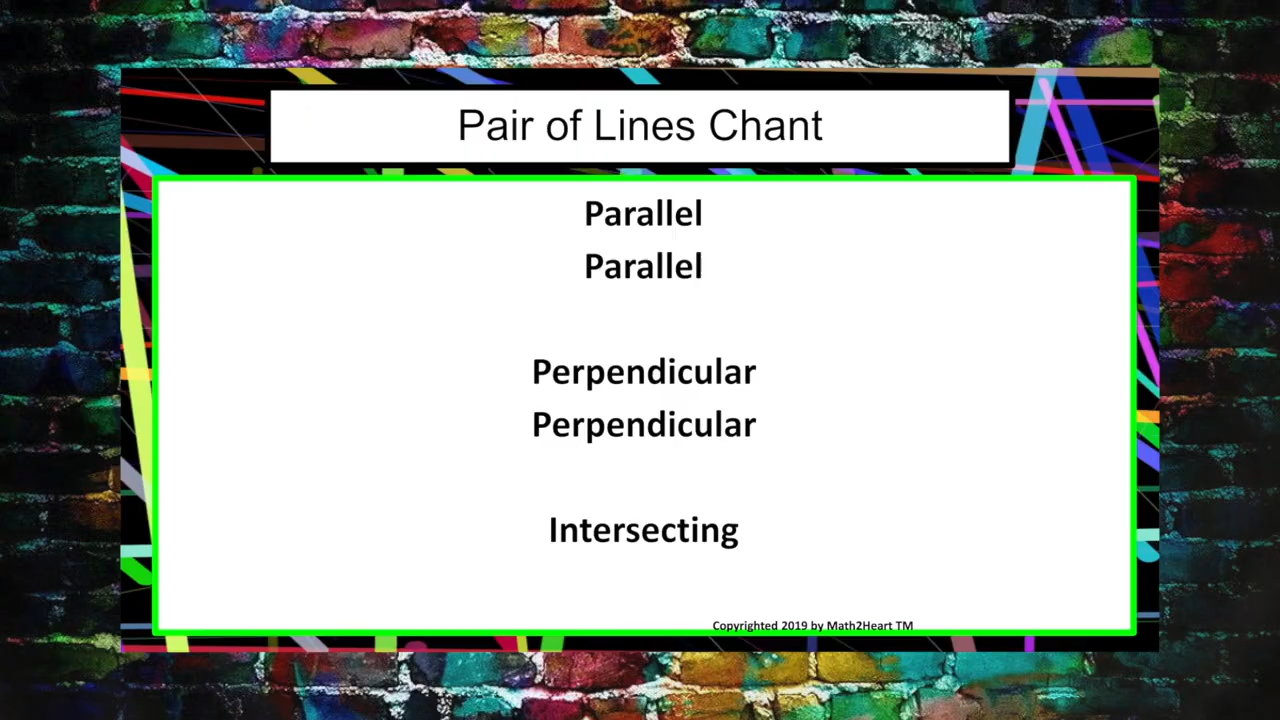 Pair of Lines Chant
Parallel
Parallel
Perpendicular
Perpendicular
Intersecting
Copyrighted 2019 by Math2Heart TM